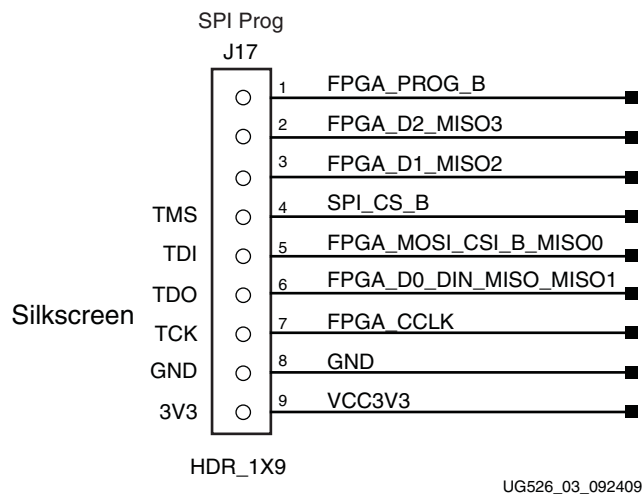 SPI Prog
J17
1 FPGA_PROG_B
2 FPGA_D2_MISO3
3 FPGA_D1_MISO2
TMS 4 SPI_CS_B
TDI 5 FPGA_MOSI_CSI_B_MISO0
TDO 6 FPGA_D0_DIN_MISO_MISO1
Silkscreen
TCK 7 FPGA_CCLK
GND 8 GND
3V3 9 VCC3V3
HDR_1X9
UG526_03_092409